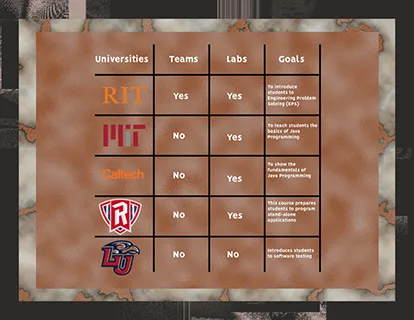 Universities Teams Labs Goals
RIT Yes Yes
To introduce
students to
Engineering Problem
Solving (EPS)
MIT No Yes
To teach students the
basics of Java
Programming
Caltech No Yes
To show the
fundamentals of
Java Programming
R No Yes
This course prepares
students to program
stand-alone
applications
LU No No
Introduces students
to software testing